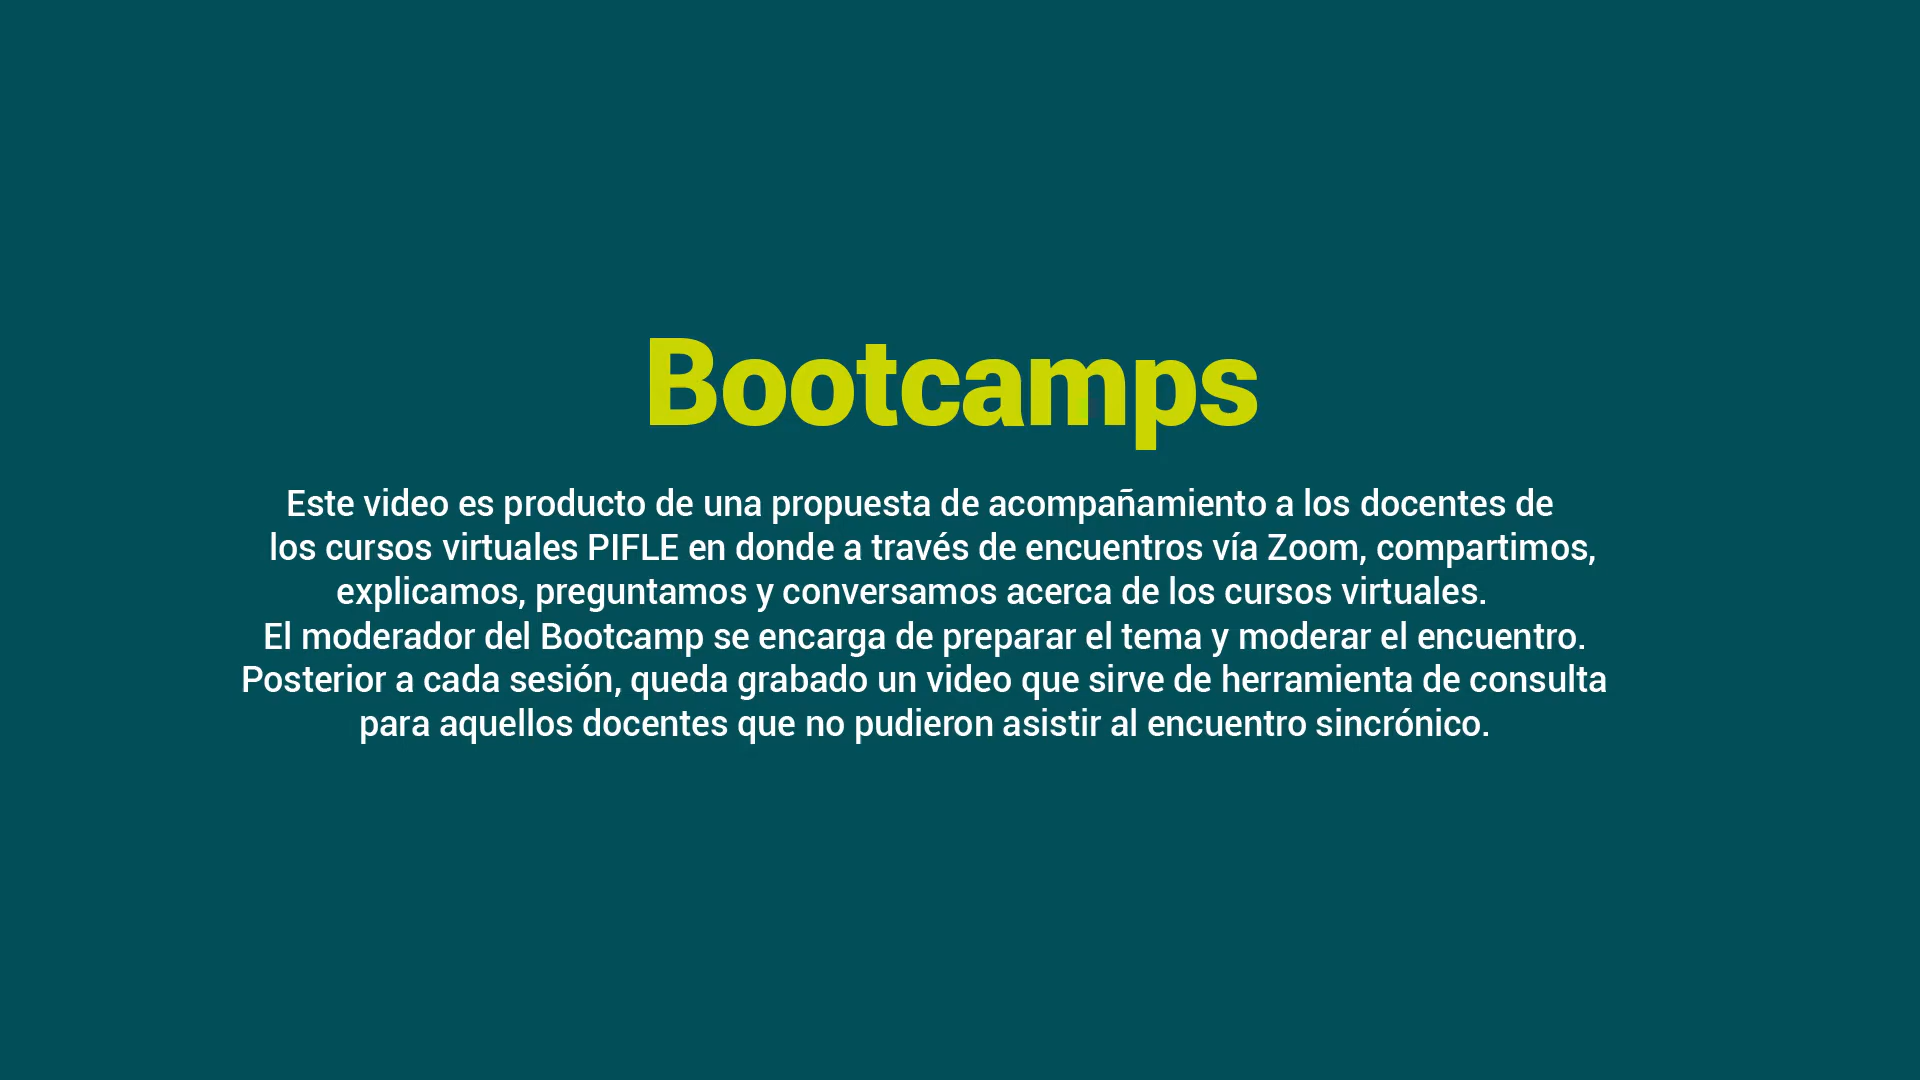 Bootcamps
Este video es producto de una propuesta de acompañamiento a los docentes de
los cursos virtuales PIFLE en donde a través de encuentros vía Zoom, compartimos,
explicamos, preguntamos y conversamos acerca de los cursos virtuales.
El moderador del Bootcamp se encarga de preparar el tema y moderar el encuentro.
Posterior a cada sesión, queda grabado un video que sirve de herramienta de consulta
para aquellos docentes que no pudieron asistir al encuentro sincrónico.